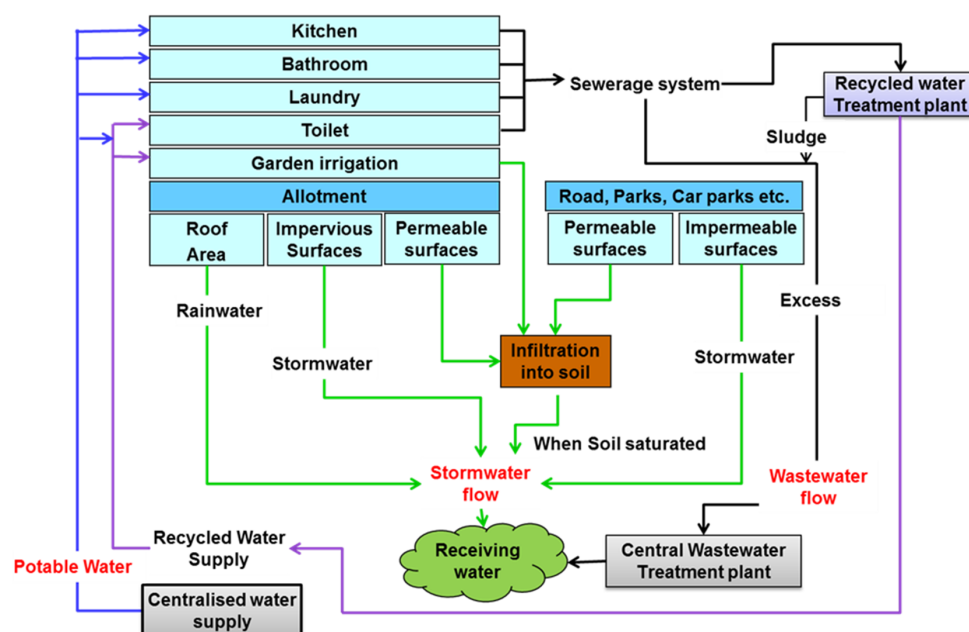 Kitchen
Bathroom
Laundry
Toilet
Garden irrigation
Allotment
Roof
Area
Impervious
Surfaces
Permeable
surfaces
Sewerage system
Recycled water
Treatment plant
Sludge
Road, Parks, Car parks etc.
Permeable
surfaces
Impermeable
surfaces
Rainwater
Stormwater
Infiltration
into soil
Stormwater
Excess
When Soil saturated
Stormwater
flow
Wastewater
flow
Receiving
water
Central Wastewater
Treatment plant
Recycled Water
Supply
Potable Water
Centralised water
supply